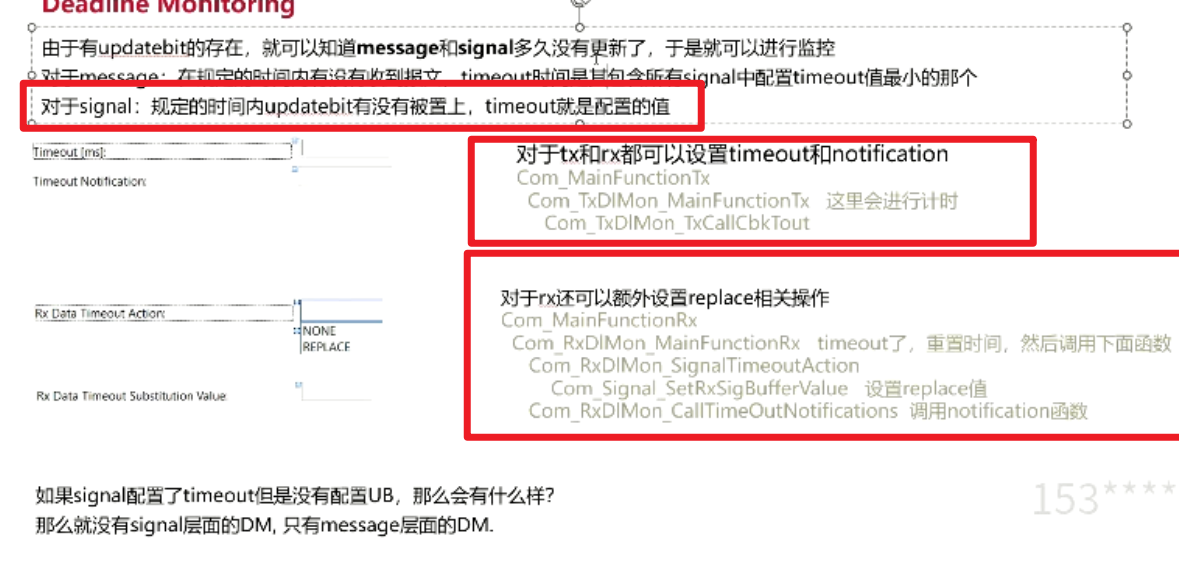 Deadline Monitoring
由于有updatebit的存在，就可以知道message和signal多久没有更新了，于是就可以进行监控
对于message：在规定的时间内有没有收到报文，timeout时间是其包含所有signal中配置timeout值最小的那个
对于signal：规定的时间内updatebit有没有被置上，timeout就是配置的值
Timeout [ms]:
Timeout Notification:
对于tx和rx都可以设置timeout和notification
Com_MainFunctionTx
Com_TxDlMon_MainFunctionTx 这里会进行计时
Com_TxDlMon_TxCallCbkTout
Rx Data Timeout Action:
NONE
REPLACE
Rx Data Timeout Substitution Value:
对于rx还可以额外设置replace相关操作
Com_MainFunctionRx
Com_RxDlMon_MainFunctionRx timeout了，重置时间，然后调用下面函数
Com_RxDlMon_SignalTimeoutAction
Com_Signal_SetRxSigBufferValue 设置replace值
Com_RxDlMon_CallTimeOutNotifications 调用notification函数
如果signal配置了timeout但是没有配置UB，那么会有什么样?
那么就没有signal层面的DM, 只有message层面的DM.
153****